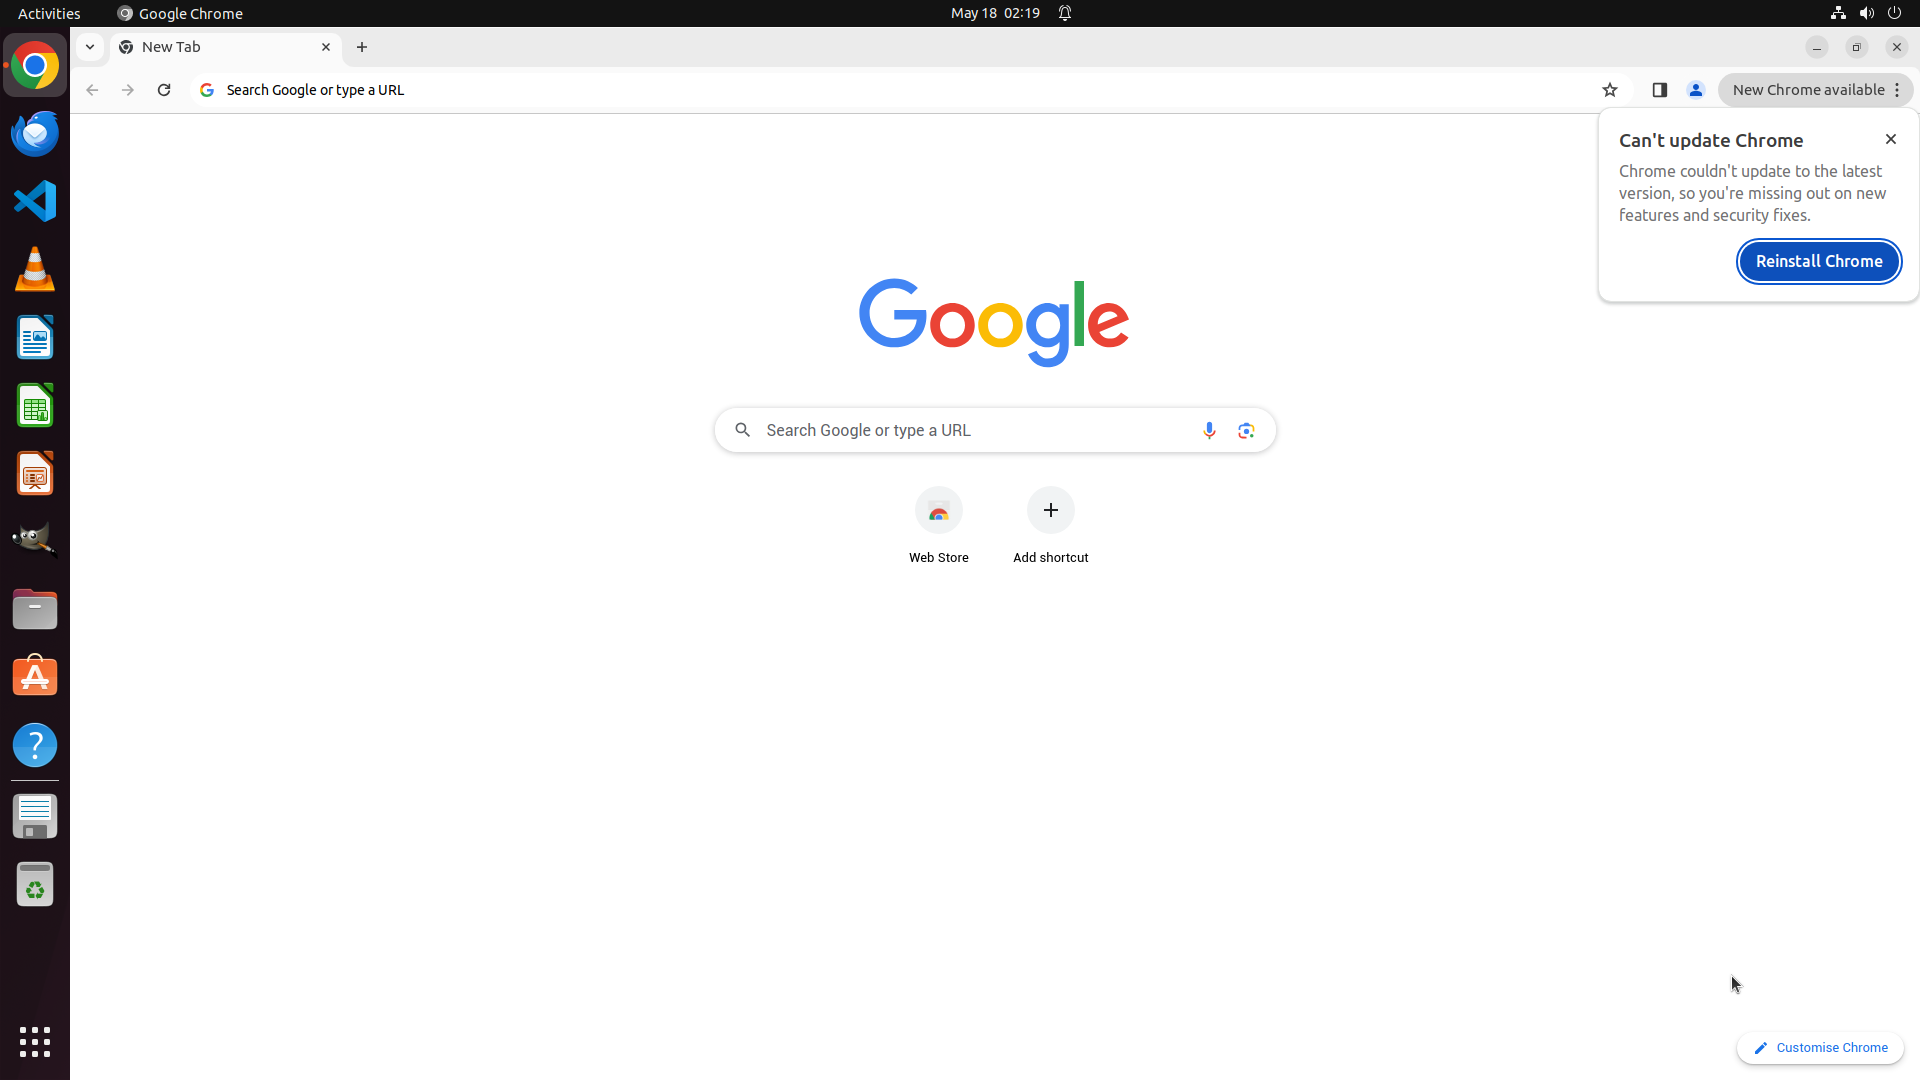 Activities
Google Chrome
May 18 02:19
New Tab
Search Google or type a URL
New Chrome available
Can't update Chrome
Chrome couldn't update to the latest
version, so you're missing out on new
features and security fixes.
Reinstall Chrome
Google
Search Google or type a URL
Web Store
Add shortcut
Customise Chrome